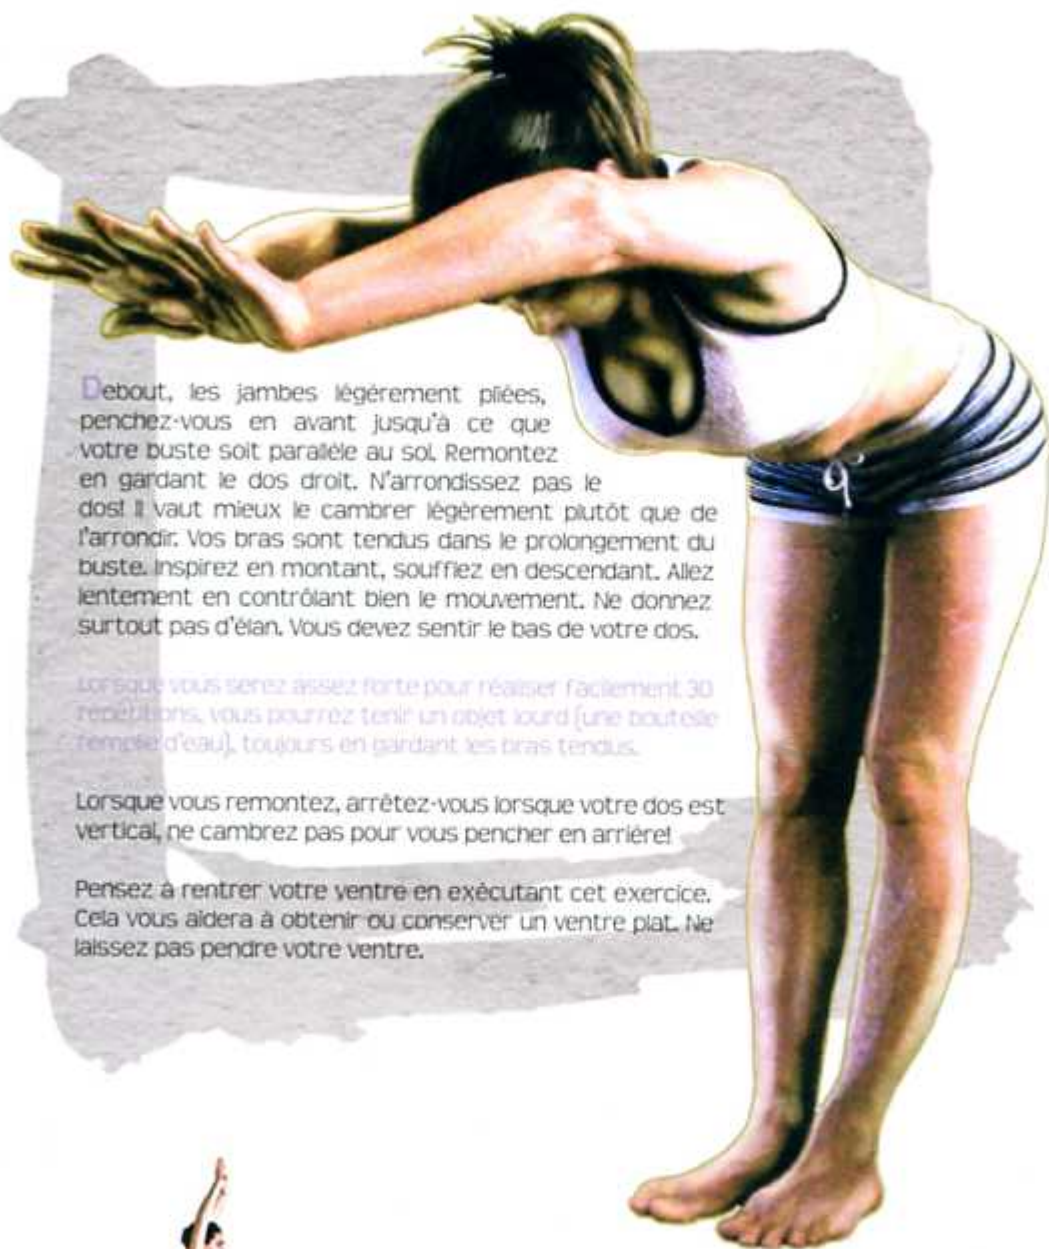 Debout, les jambes légèrement pliées,
penchez-vous en avant jusqu'à ce que
votre buste soit parallèle au sol. Remontez
en gardant le dos droit. N'arrondissez pas le
dos! Il vaut mieux le cambrer légèrement plutôt que de
l'arrondir. Vos bras sont tendus dans le prolongement du
buste. Inspirez en montant, soufflez en descendant. Allez
lentement en contrôlant bien le mouvement. Ne donnez
surtout pas d'élan. Vous devez sentir le bas de votre dos.
Lorsque vous serez assez forte pour réaliser facilement 30
répétitions, vous pourrez tenir un objet lourd (une bouteille
remplie d'eau), toujours en gardant les bras tendus.
Lorsque vous remontez, arrêtez-vous lorsque votre dos est
vertical, ne cambrez pas pour vous pencher en arrière!
Pensez à rentrer votre ventre en exécutant cet exercice.
Cela vous aidera à obtenir ou conserver un ventre plat. Ne
laissez pas pendre votre ventre.